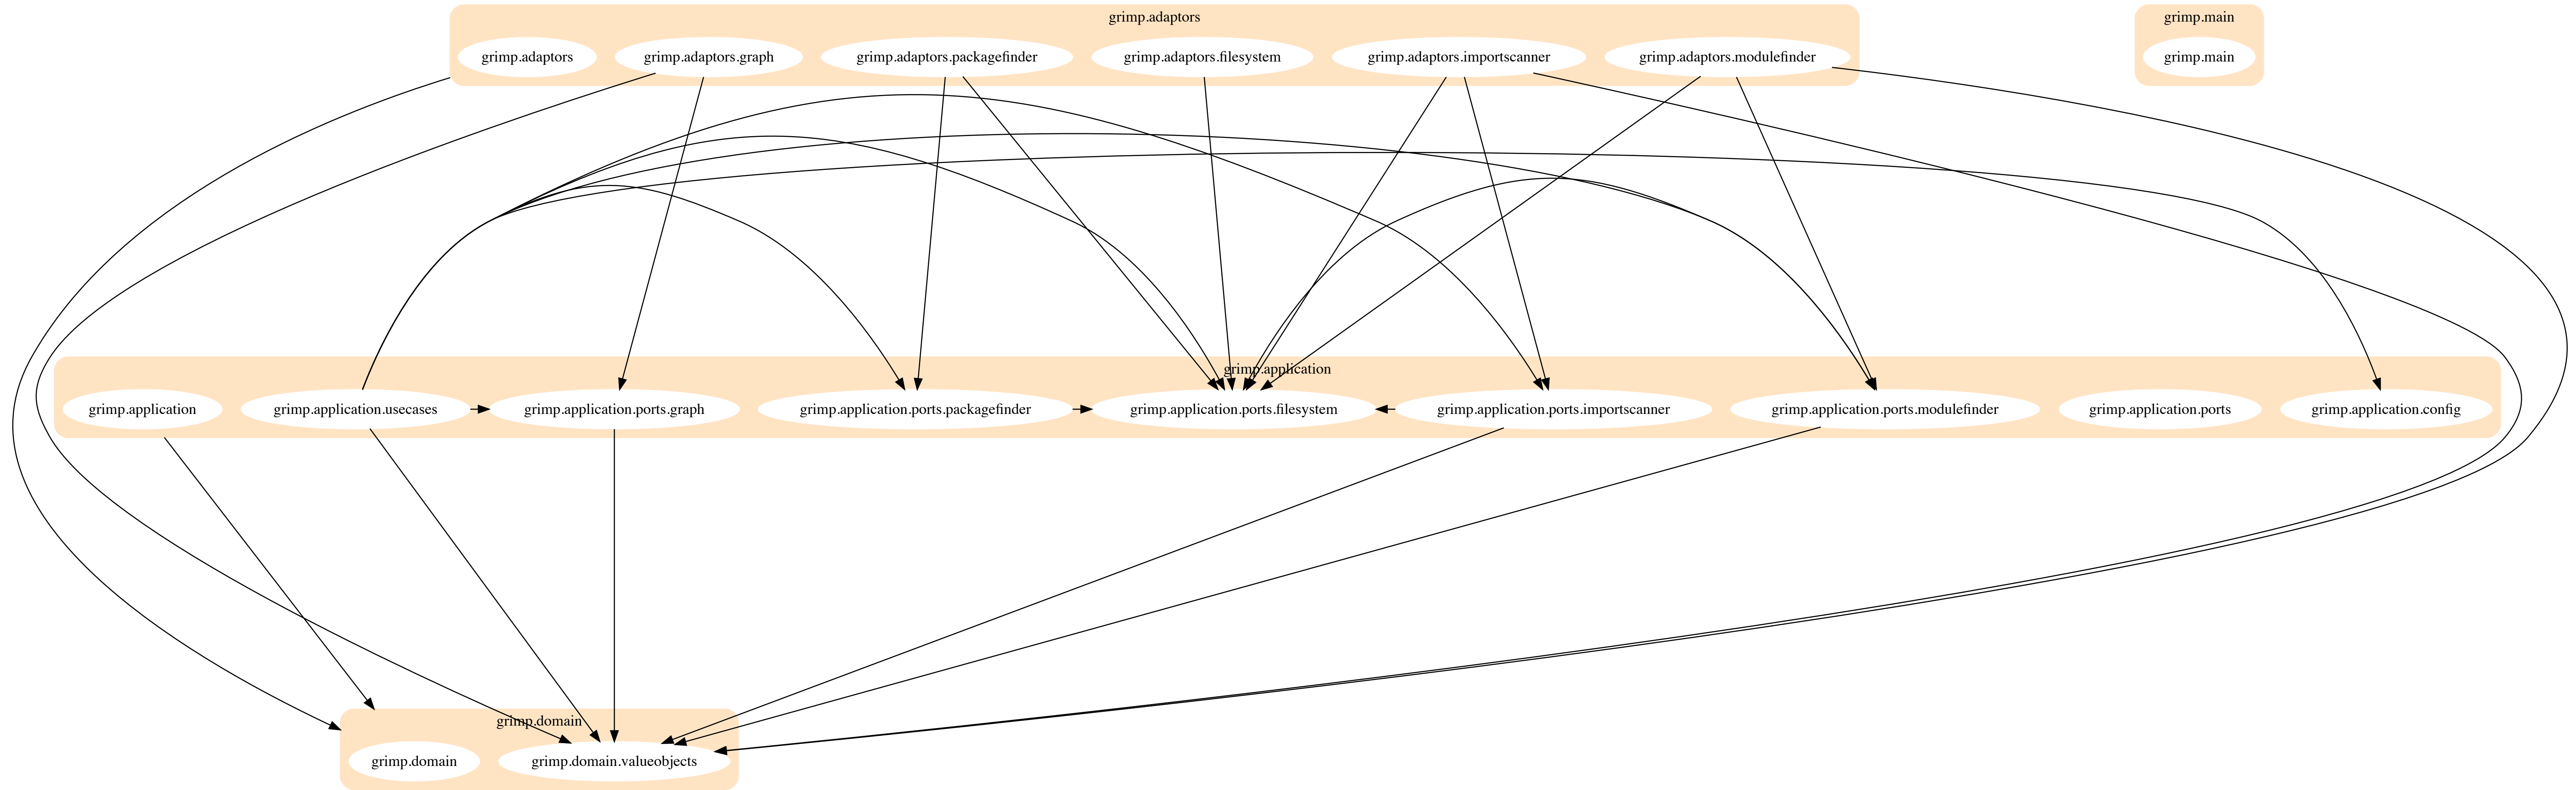 grimp.adaptors
grimp.main
grimp.adaptors
grimp.adaptors.graph
grimp.adaptors.packagefinder
grimp.adaptors.filesystem
grimp.adaptors.importscanner
grimp.adaptors.modulefinder
grimp.main
grimp.application
grimp.application
grimp.application.usecases
grimp.application.ports.graph
grimp.application.ports.packagefinder
grimp.application.ports.filesystem
grimp.application.ports.importscanner
grimp.application.ports.modulefinder
grimp.application.ports
grimp.application.config
grimp.domain
grimp.domain
grimp.domain.valueobjects